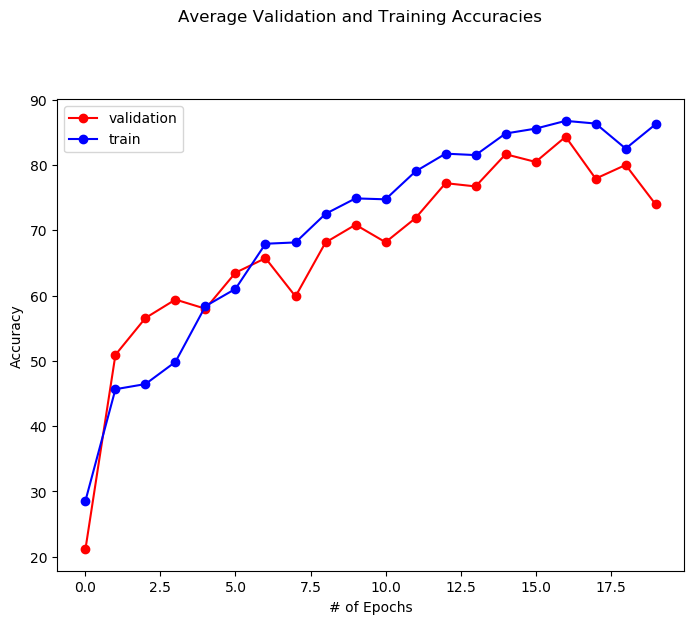 Average Validation and Training Accuracies
validation
train
90
80
70
60
50
40
30
20
Accuracy
0.0 2.5 5.0 7.5 10.0 12.5 15.0 17.5
# of Epochs